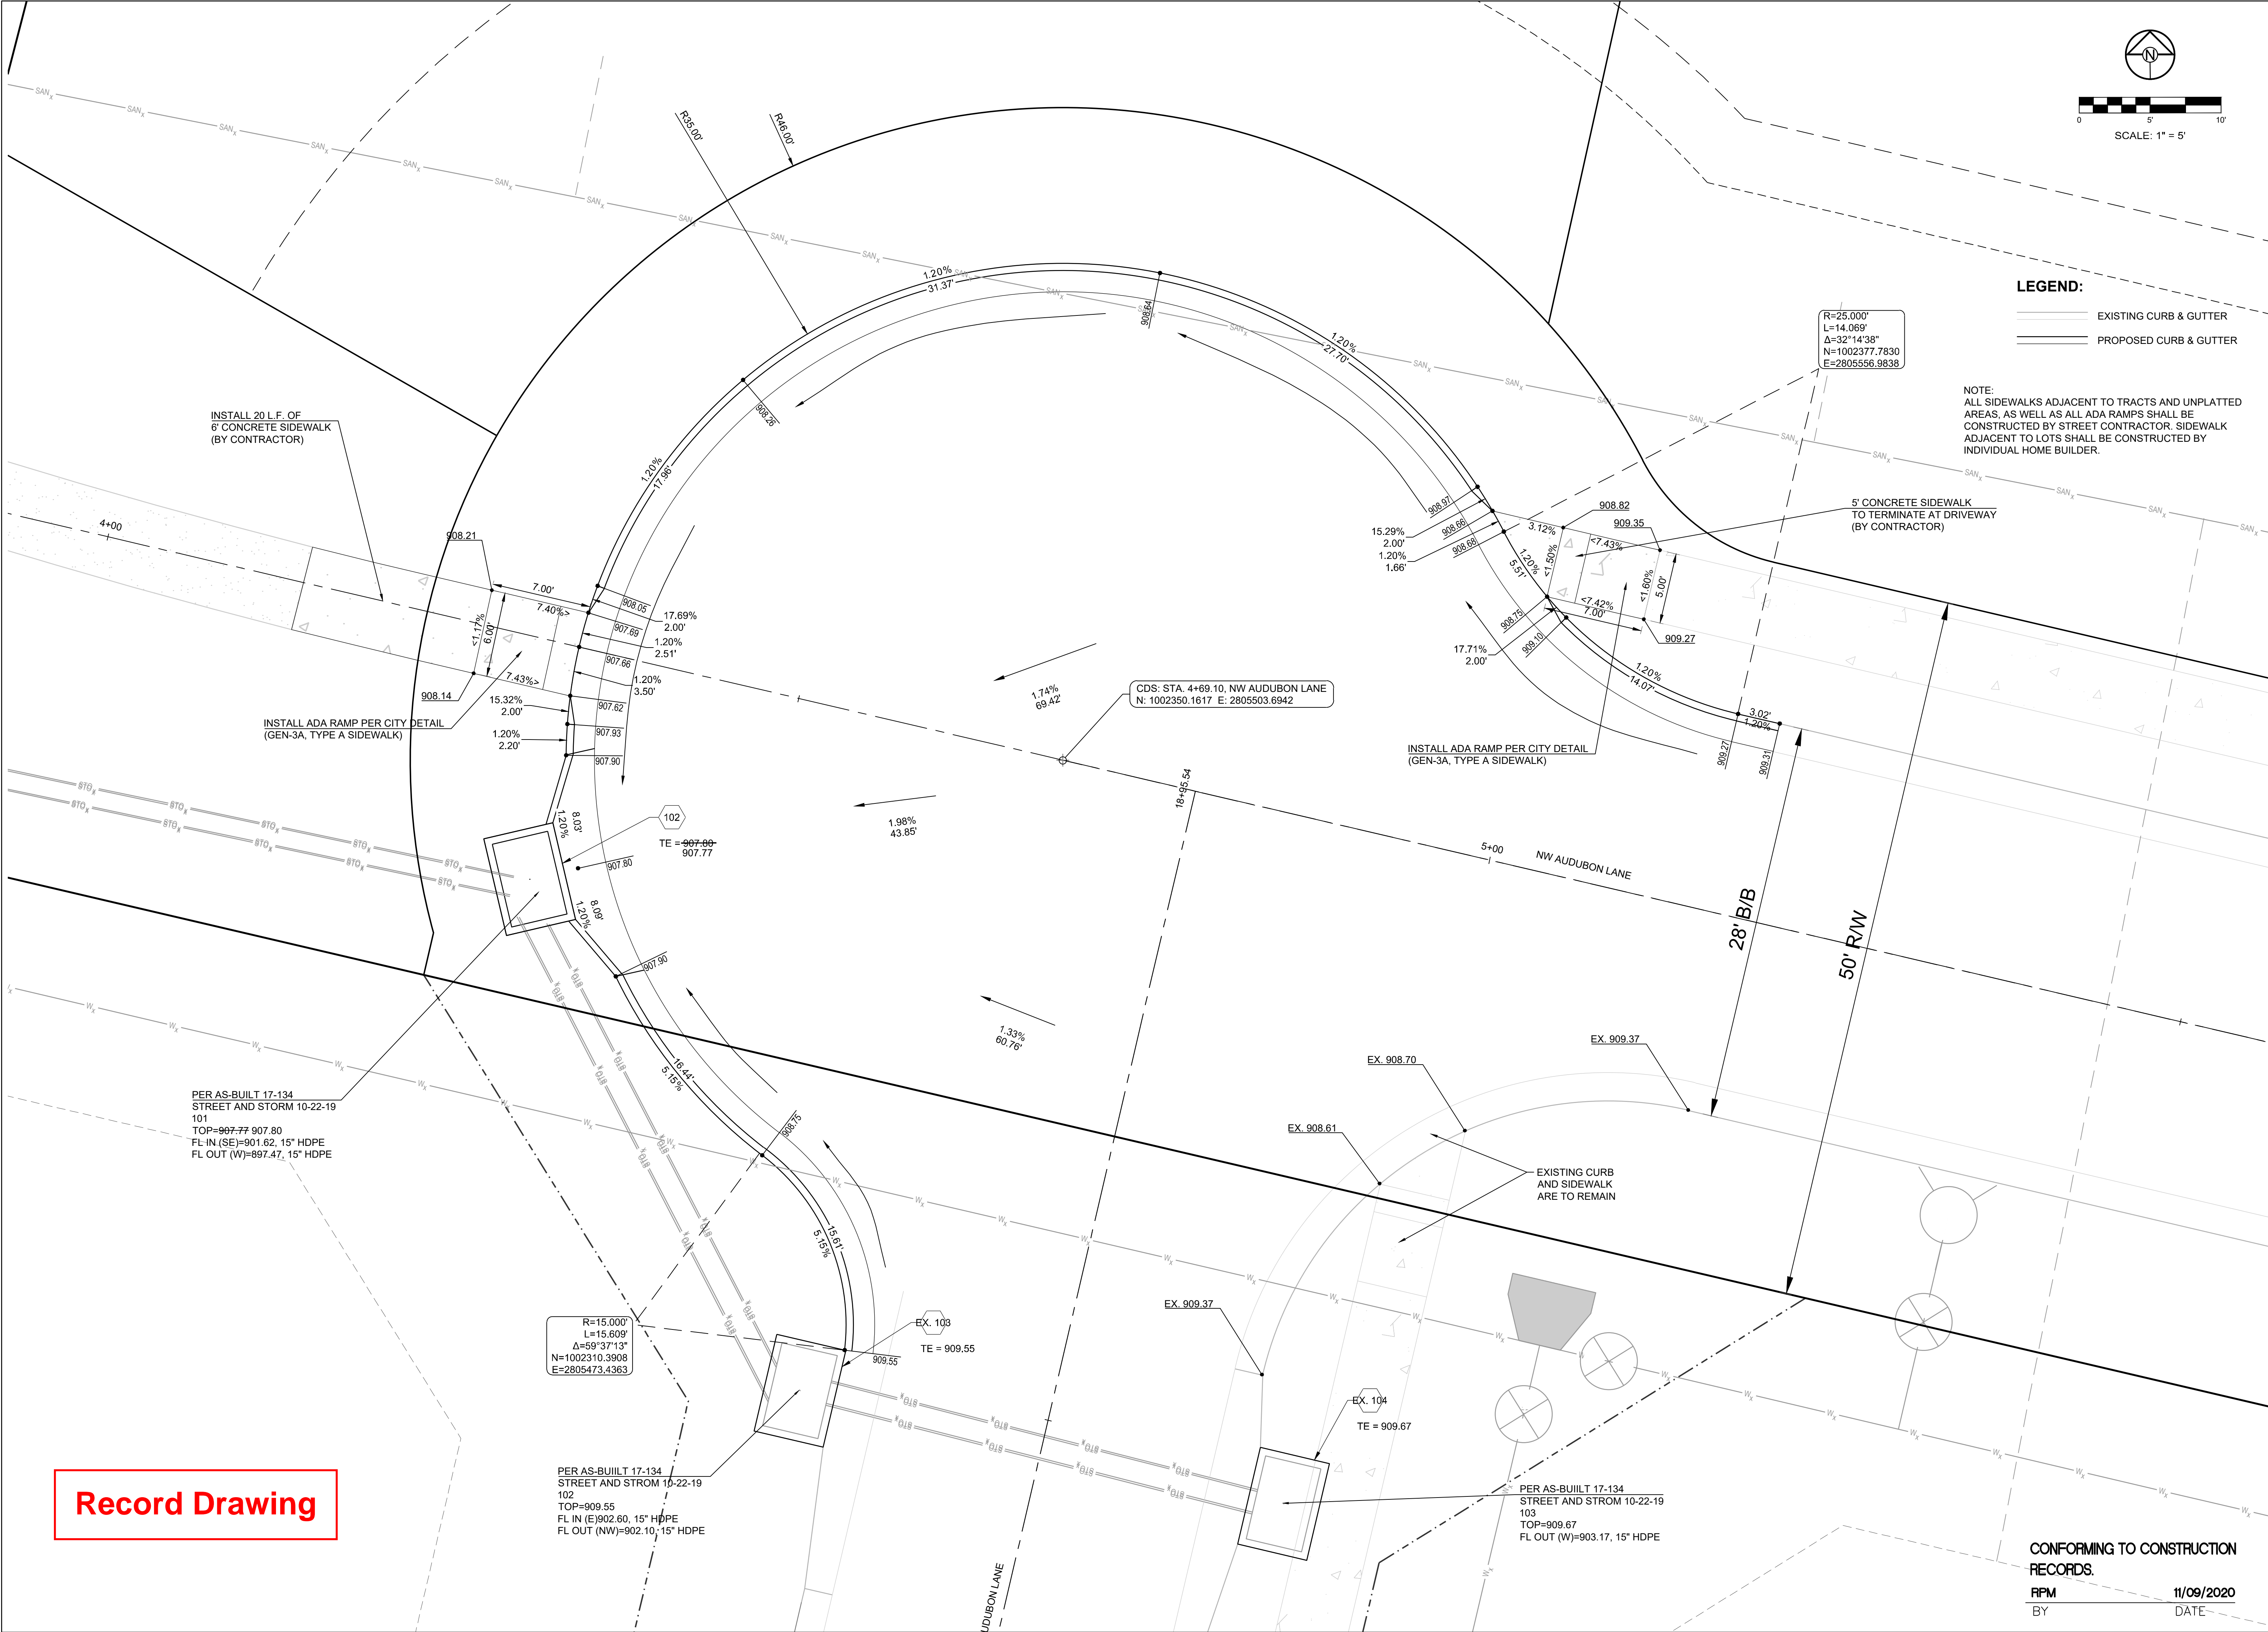 N
0 5' 10'
SCALE: 1" = 5'
LEGEND:
EXISTING CURB & GUTTER
PROPOSED CURB & GUTTER
NOTE:
ALL SIDEWALKS ADJACENT TO TRACTS AND UNPLATTED
AREAS, AS WELL AS ALL ADA RAMPS SHALL BE
CONSTRUCTED BY STREET CONTRACTOR. SIDEWALK
ADJACENT TO LOTS SHALL BE CONSTRUCTED BY
INDIVIDUAL HOME BUILDER.
R35.00'
R46.00'
1.20%
31.37'
908.64
1.20%
27.70'
908.26
1.20%
17.96'
R=25.000'
L=14.069'
Δ=32°14'38"
N=1002377.7830
E=2805556.9838
INSTALL 20 L.F. OF
6' CONCRETE SIDEWALK
(BY CONTRACTOR)
4+00
908.21
7.00'
7.40%>
<1.17%
6.00'
7.43%>
908.14
INSTALL ADA RAMP PER CITY DETAIL
(GEN-3A, TYPE A SIDEWALK)
908.05
17.69%
2.00'
907.69
1.20%
2.51'
907.66
1.20%
3.50'
907.62
15.32%
2.00'
907.93
1.20%
2.20'
907.90
5' CONCRETE SIDEWALK
TO TERMINATE AT DRIVEWAY
(BY CONTRACTOR)
908.97
15.29%
2.00'
908.66
1.20%
1.66'
908.68
3.12%
908.82
909.35
<7.43%
<1.50%
1.20%
5.51'
<1.60%
5.00'
<7.42%
7.00'
908.75
909.27
17.71%
2.00'
909.10
1.20%
14.07'
3.02'
1.20%
909.27
909.31
INSTALL ADA RAMP PER CITY DETAIL
(GEN-3A, TYPE A SIDEWALK)
1.74%
69.42'
CDS: STA. 4+69.10, NW AUDUBON LANE
N: 1002350.1617 E: 2805503.6942
18+95.54
1.98%
43.85'
5+00
NW AUDUBON LANE
28' B/B
50' R/W
1.20%
8.03'
102
TE = 907.80
907.77
907.80
1.20%
8.09'
907.90
1.33%
60.76'
16.44'
5.15%
908.75
15.61'
5.15%
PER AS-BUILT 17-134
STREET AND STORM 10-22-19
101
TOP=907.77 907.80
FL IN (SE)=901.62, 15" HDPE
FL OUT (W)=897.47, 15" HDPE
EX. 909.37
EX. 908.70
EX. 908.61
EXISTING CURB
AND SIDEWALK
ARE TO REMAIN
EX. 909.37
R=15.000'
L=15.609'
Δ=59°37'13"
N=1002310.3908
E=2805473.4363
EX. 103
TE = 909.55
909.55
EX. 104
TE = 909.67
PER AS-BUIILT 17-134
STREET AND STROM 10-22-19
102
TOP=909.55
FL IN (E)902.60, 15" HDPE
FL OUT (NW)=902.10, 15" HDPE
PER AS-BUIILT 17-134
STREET AND STROM 10-22-19
103
TOP=909.67
FL OUT (W)=903.17, 15" HDPE
UDUBON LANE
Record Drawing
CONFORMING TO CONSTRUCTION
RECORDS.
RPM 11/09/2020
BY DATE